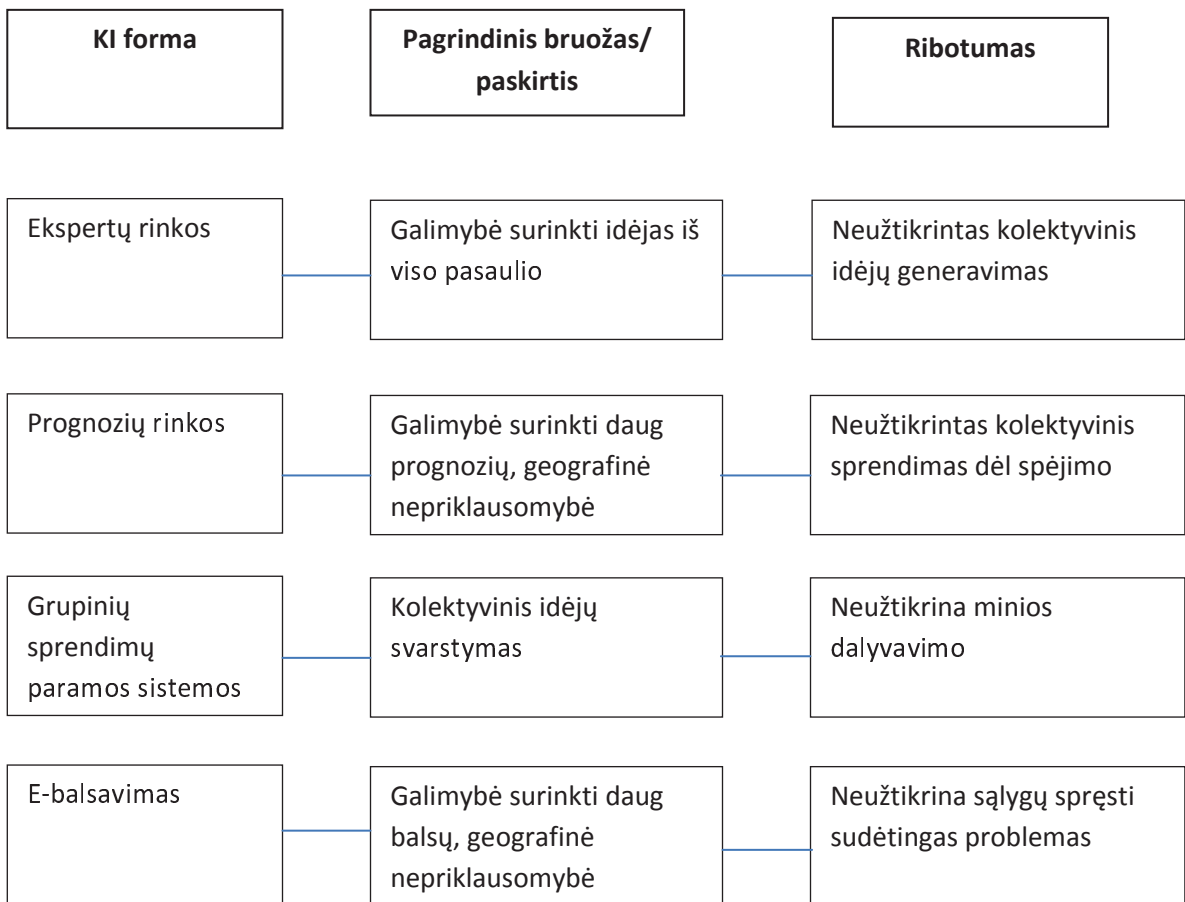 KI forma
Pagrindinis bruožas/
paskirtis
Ribotumas
Ekspertų rinkos
Galimybė surinkti idėjas iš
viso pasaulio
Neužtikrintas kolektyvinis
idėjų generavimas
Prognozių rinkos
Galimybė surinkti daug
prognozių, geografinė
nepriklausomybė
Neužtikrintas kolektyvinis
sprendimas dėl spėjimo
Grupinių
sprendimų
paramos sistemos
Kolektyvinis idėjų
svarstymas
Neužtikrina minios
dalyvavimo
E-balsavimas
Galimybė surinkti daug
balsų, geografinė
nepriklausomybė
Neužtikrina sąlygų spręsti
sudėtingas problemas